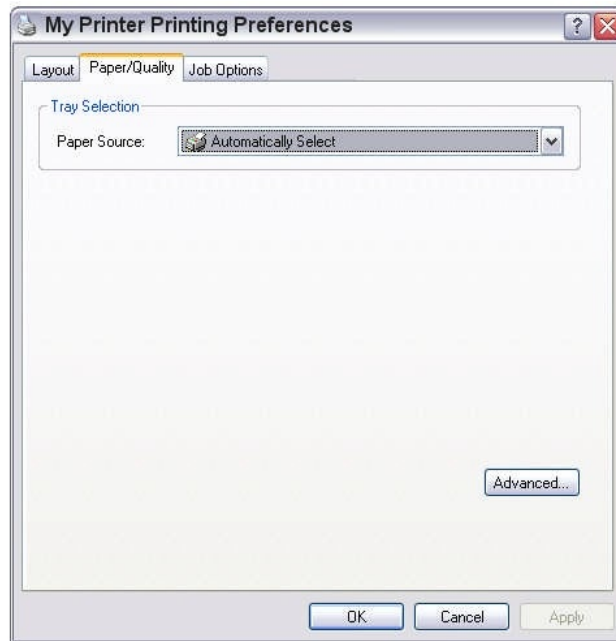 My Printer Printing Preferences
Layout Paper/Quality Job Options
Tray Selection
Paper Source: Automatically Select
Advanced...
OK Cancel Apply